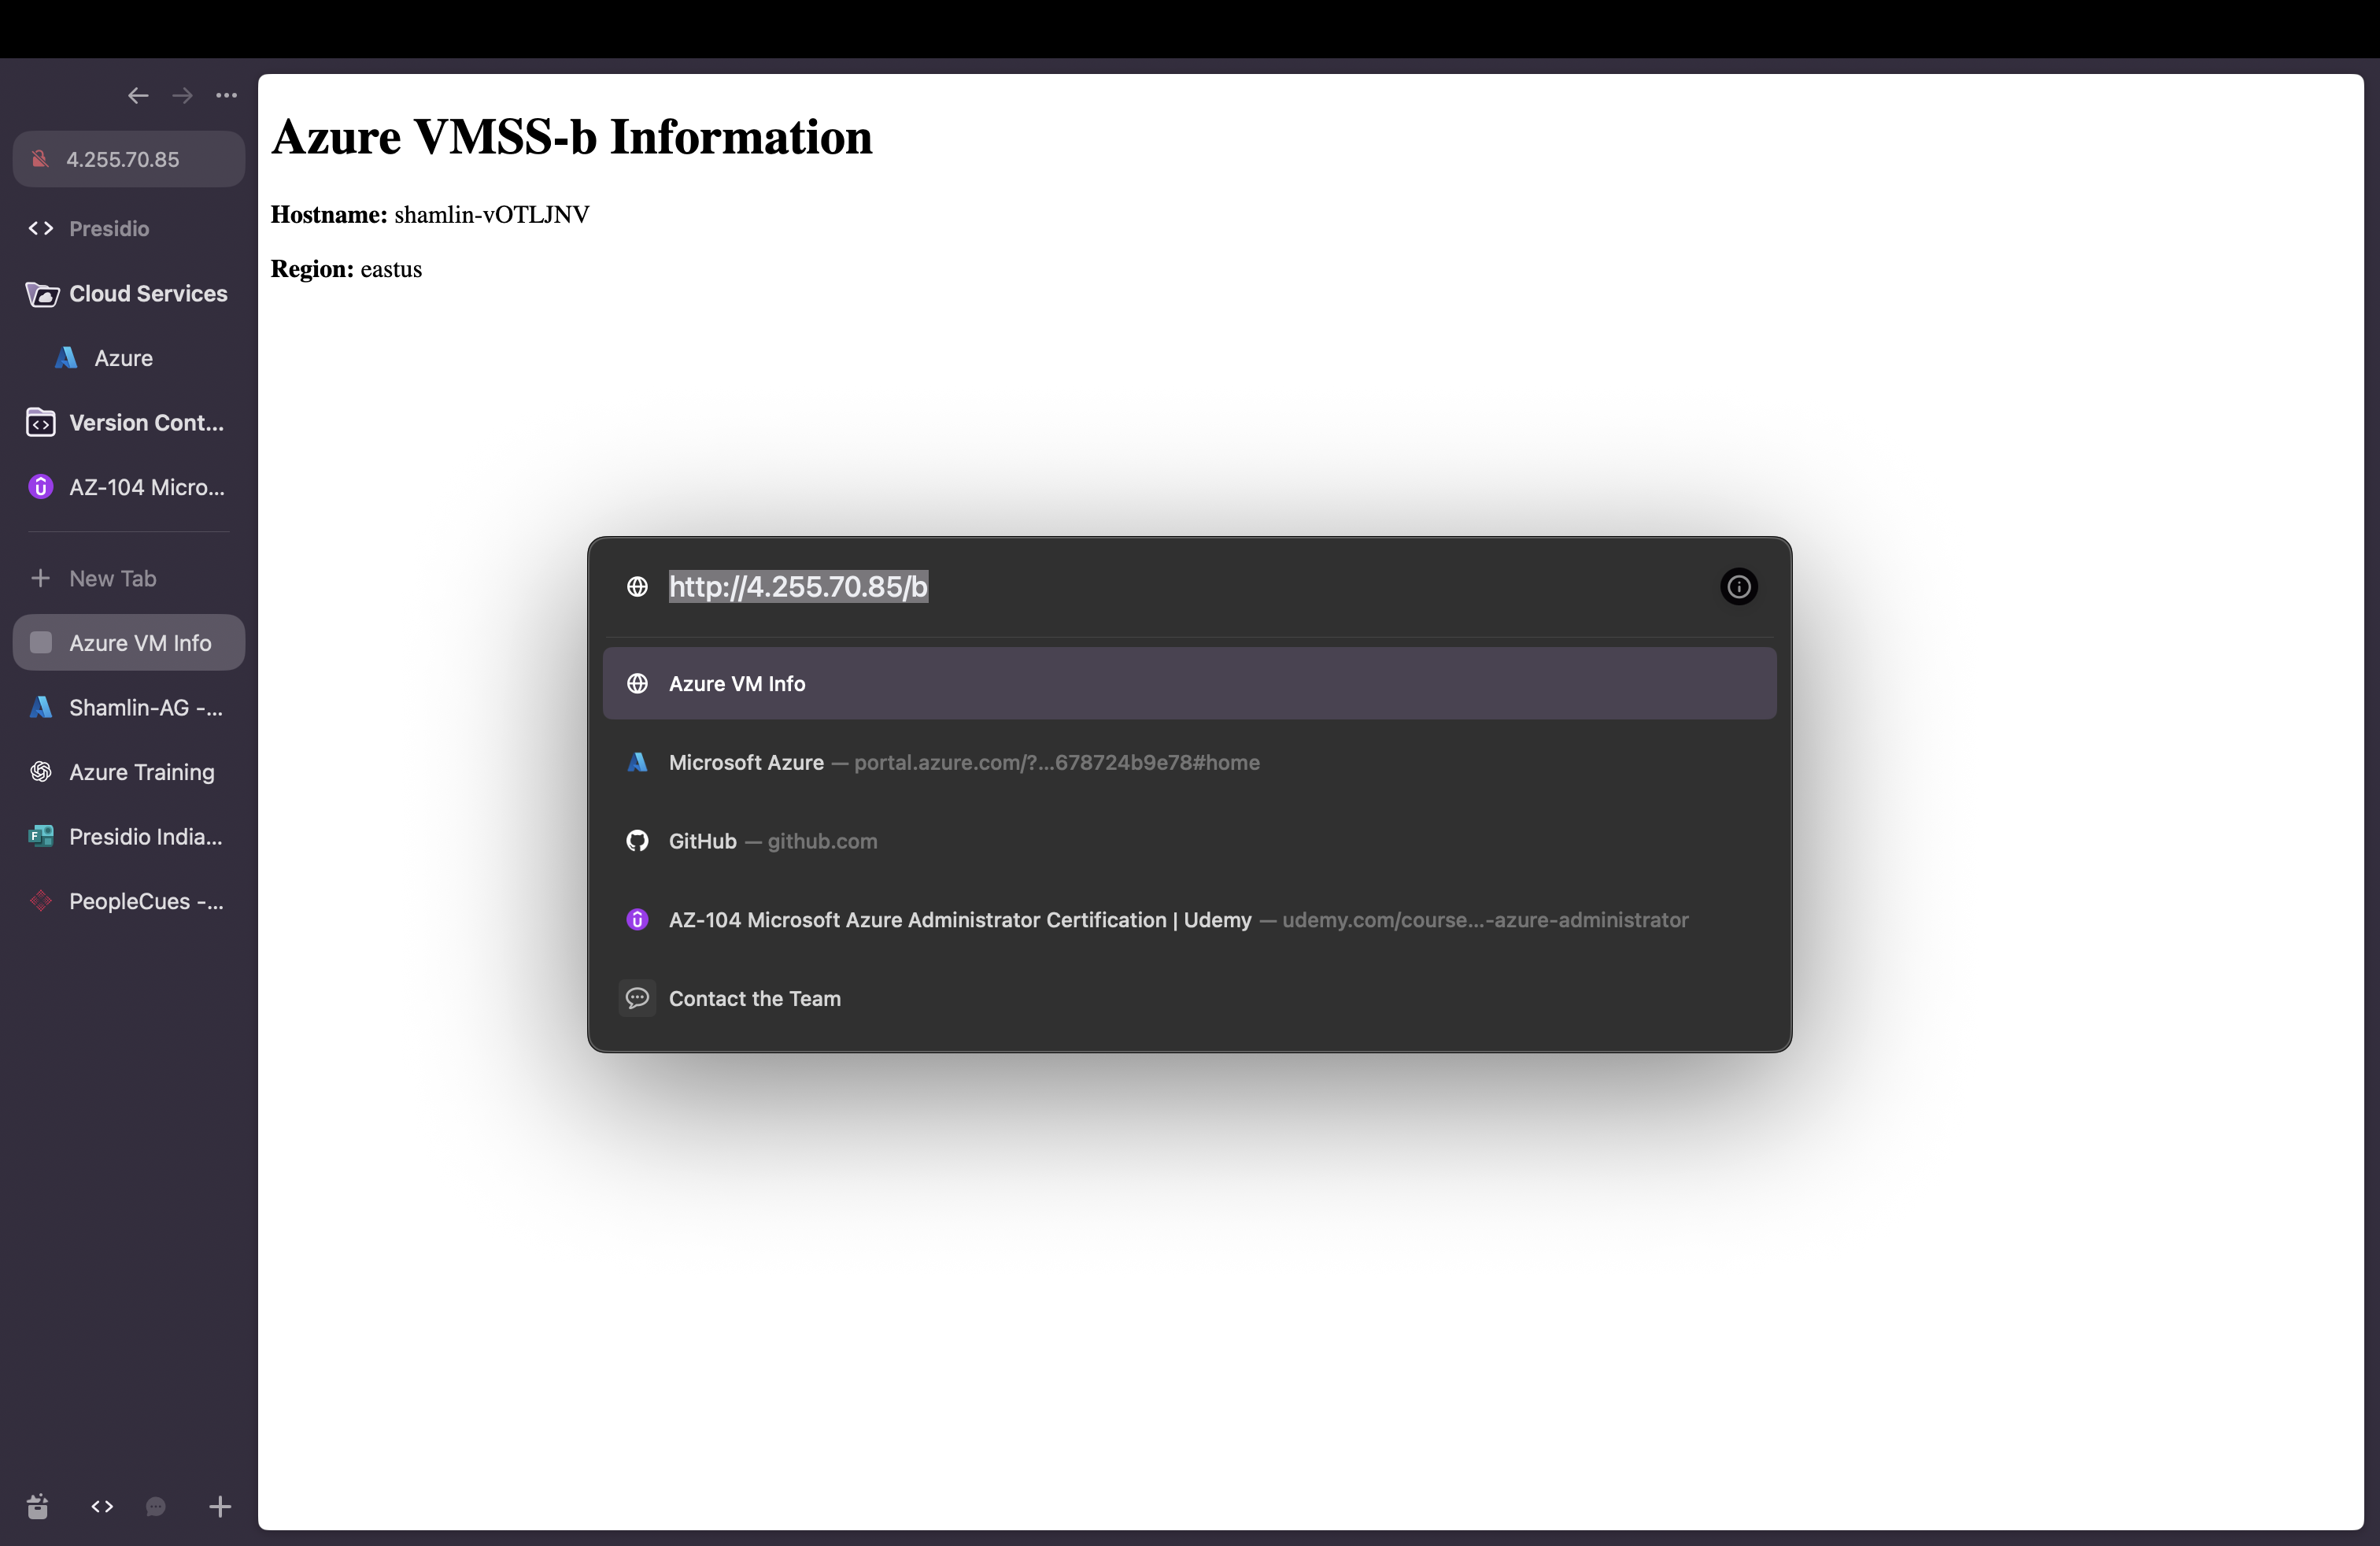 4.255.70.85
Presidio
Cloud Services
Azure
Version Cont...
AZ-104 Micro...
New Tab
Azure VM Info
Shamlin-AG -...
Azure Training
Presidio India...
PeopleCues -...
Azure VMSS-b Information
Hostname: shamlin-vOTLJNV
Region: eastus
http://4.255.70.85/b
Azure VM Info
Microsoft Azure — portal.azure.com/?...678724b9e78#home
GitHub — github.com
AZ-104 Microsoft Azure Administrator Certification | Udemy — udemy.com/course...-azure-administrator
Contact the Team